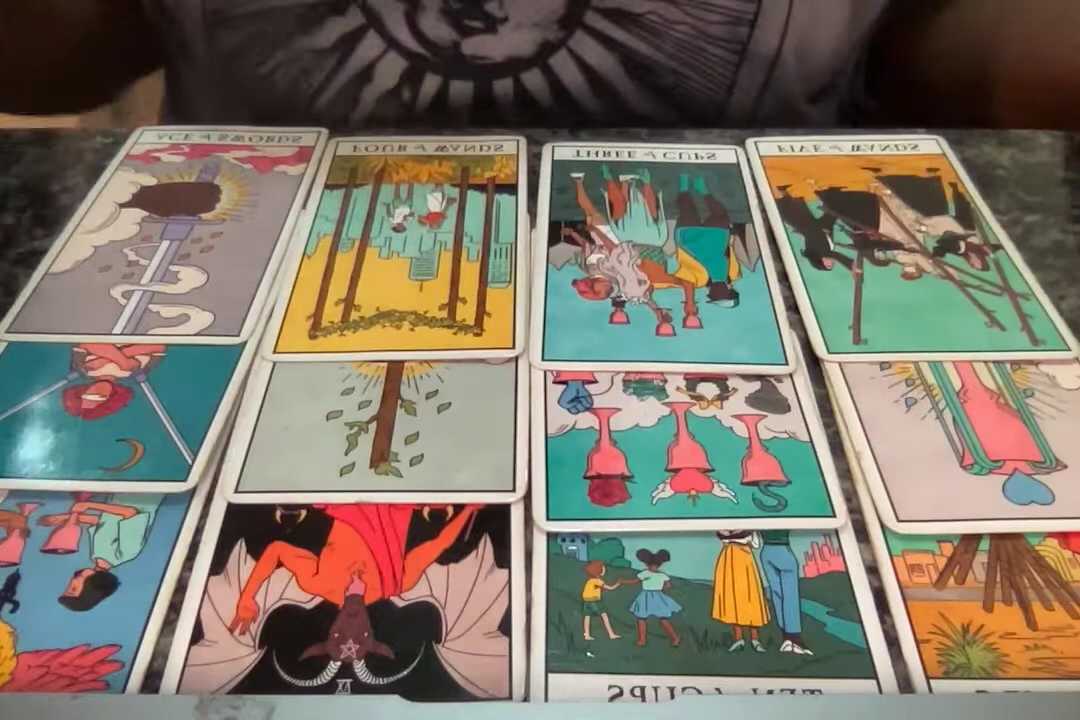 ACE of SWORDS
FOUR of WANDS
THREE of CUPS
FIVE of WANDS
TEN of CUPS